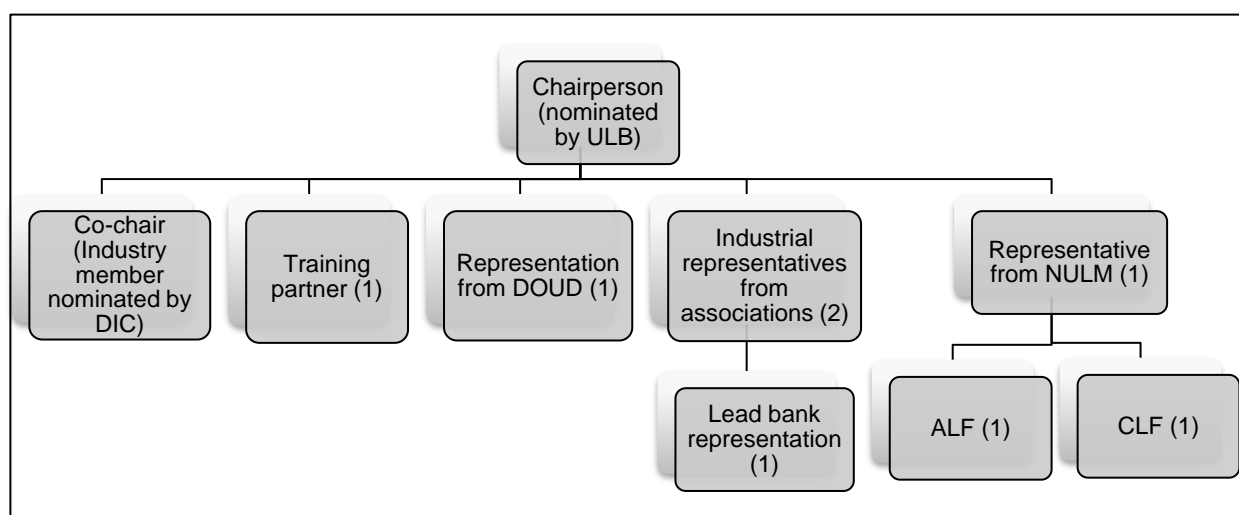 Chairperson
(nominated
by ULB)
Co-chair
(Industry
member
nominated by
DIC)
Training
partner (1)
Representation
from DOUD (1)
Industrial
representatives
from
associations (2)
Representative
from NULM (1)
Lead bank
representation
(1)
ALF (1)
CLF (1)